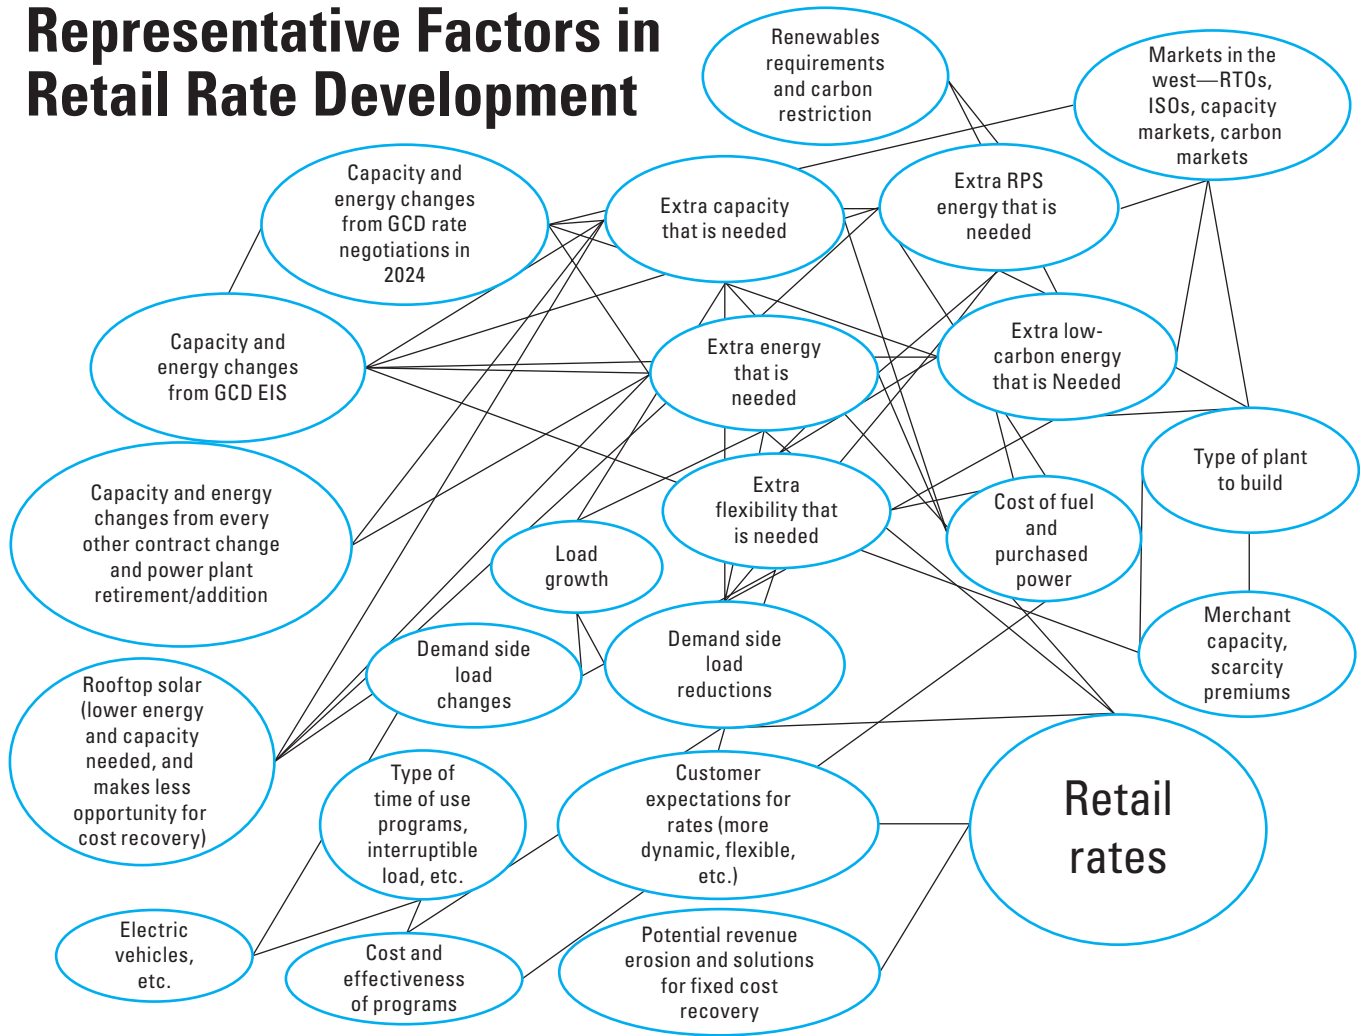 Representative Factors in
Retail Rate Development
Renewables
requirements
and carbon
restriction
Markets in the
west—RTOs,
ISOs, capacity
markets, carbon
markets
Capacity and
energy changes
from GCD rate
negotiations in
2024
Extra capacity
that is needed
Extra RPS
energy that is
needed
Capacity and
energy changes
from GCD EIS
Extra energy
that is
needed
Extra low-
carbon energy
that is Needed
Capacity and energy
changes from every
other contract change
and power plant
retirement/addition
Load
growth
Extra
flexibility that
is needed
Cost of fuel
and
purchased
power
Type of plant
to build
Rooftop solar
(lower energy
and capacity
needed, and
makes less
opportunity for
cost recovery)
Demand side
load
changes
Demand side
load
reductions
Merchant
capacity,
scarcity
premiums
Type of
time of use
programs,
interruptible
load, etc.
Customer
expectations for
rates (more
dynamic, flexible,
etc.)
Retail
rates
Electric
vehicles,
etc.
Cost and
effectiveness
of programs
Potential revenue
erosion and solutions
for fixed cost
recovery